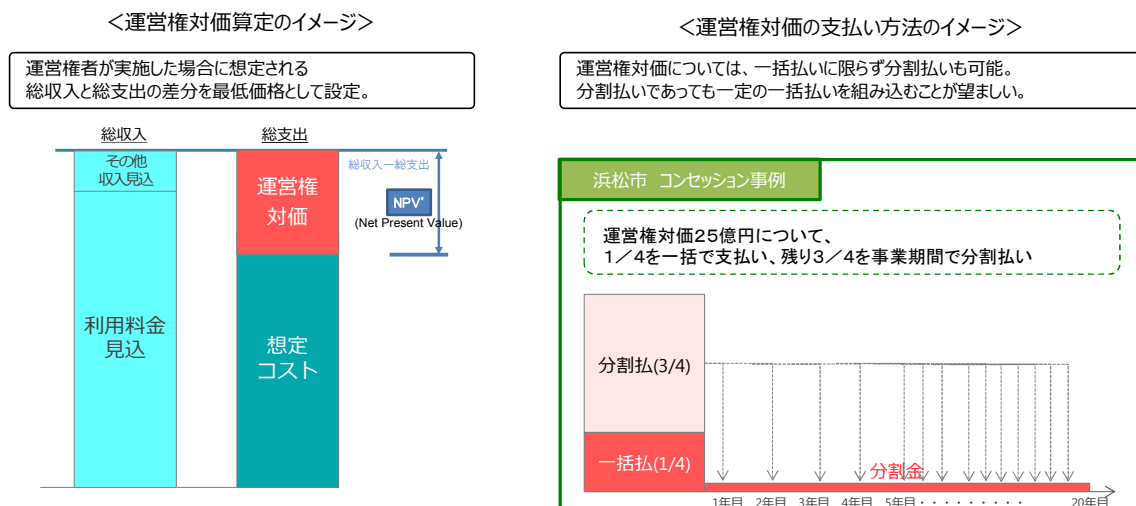 ＜運営権対価算定のイメージ＞
運営権者が実施した場合に想定される
総収入と総支出の差分を最低価格として設定。
総収入
総支出
その他
収入見込
利用料金
見込
運営権
対価
想定
コスト
総収入ー総支出
NPV*
(Net Present Value)
＜運営権対価の支払い方法のイメージ＞
運営権対価については、一括払いに限らず分割払いも可能。
分割払いであっても一定の一括払いを組み込むことが望ましい。
浜松市 コンセッション事例
運営権対価２５億円について、
１／４を一括で支払い、残り３／４を事業期間で分割払い
分割払(3/4)
一括払(1/4)
分割金
1年目 2年目 3年目 4年目 5年目・・・・・・・・・ 20年目